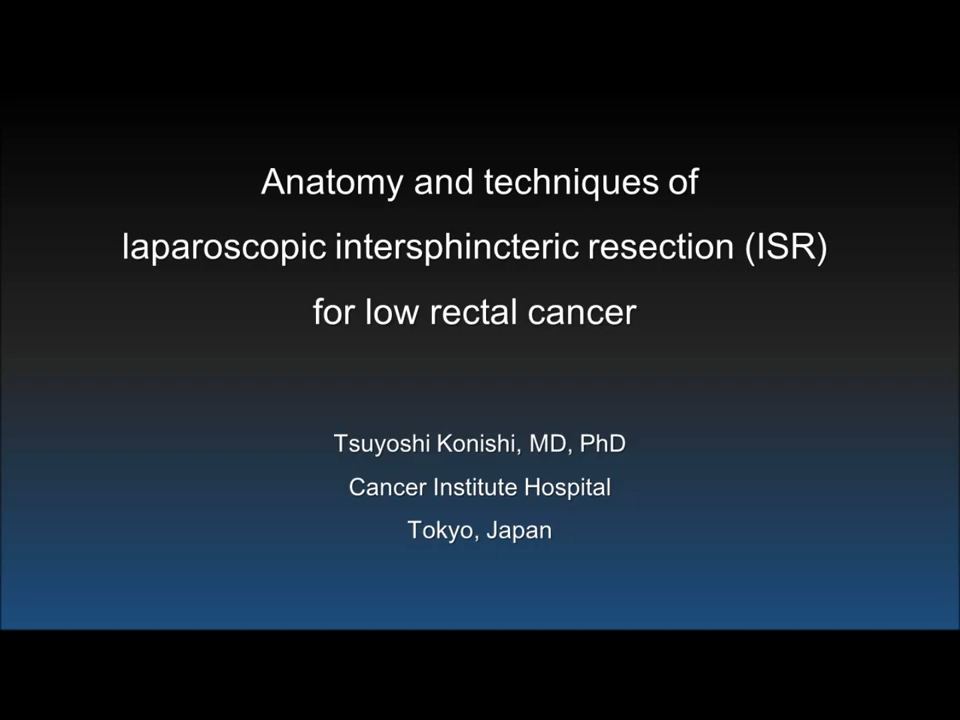 Anatomy and techniques of
laparoscopic intersphincteric resection (ISR)
for low rectal cancer
Tsuyoshi Konishi, MD, PhD
Cancer Institute Hospital
Tokyo, Japan